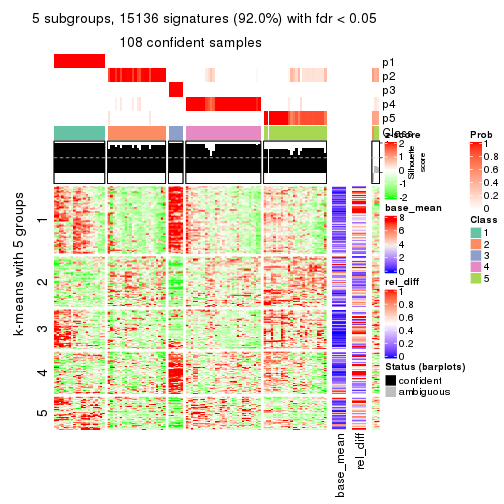 5 subgroups, 15136 signatures (92.0%) with fdr < 0.05
108 confident samples
p1
p2
p3
p4
p5
Class
k-means with 5 groups
1
2
3
4
5
Silhouette
score
base_mean
rel_diff
z-score
2
1
0
-1
-2
base_mean
8
6
4
2
0
rel_diff
1
0.8
0.6
0.4
0.2
0
Status (barplots)
confident
ambiguous
Prob
1
0.8
0.6
0.4
0.2
0
Class
1
2
3
4
5